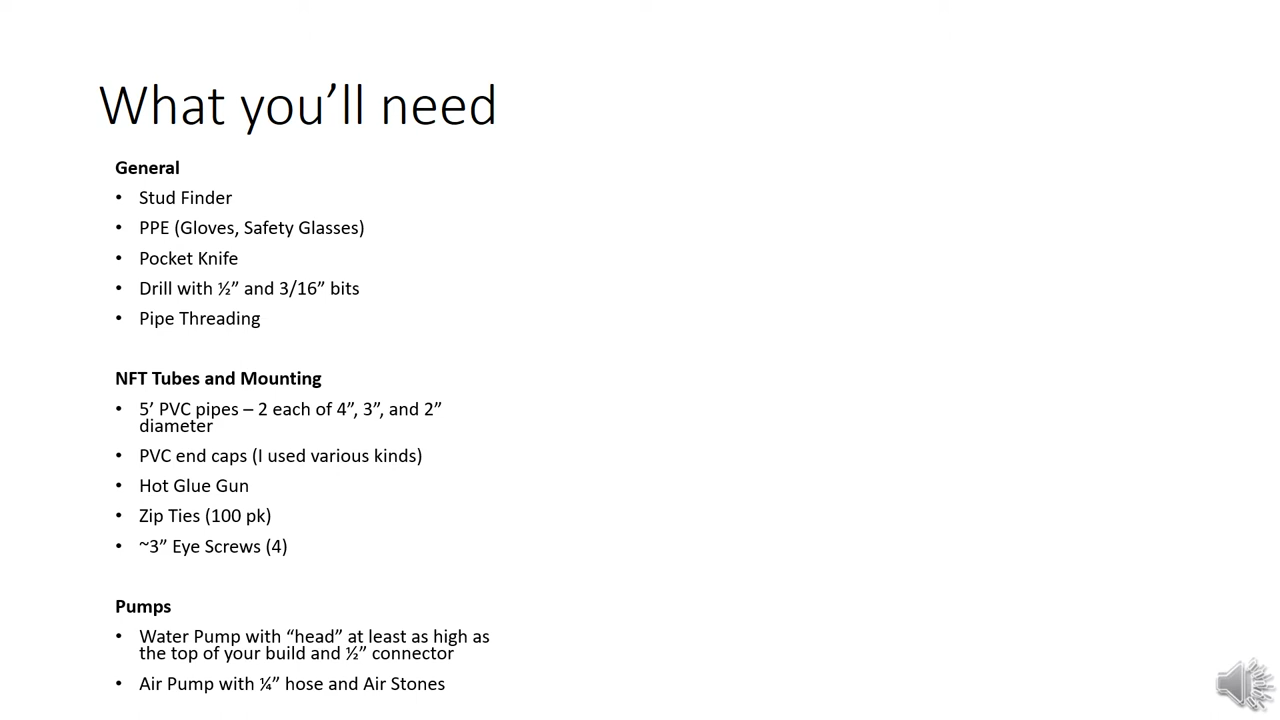 What you’ll need
General
• Stud Finder
• PPE (Gloves, Safety Glasses)
• Pocket Knife
• Drill with ½” and 3/16” bits
• Pipe Threading
NFT Tubes and Mounting
• 5’ PVC pipes – 2 each of 4”, 3”, and 2”
diameter
• PVC end caps (I used various kinds)
• Hot Glue Gun
• Zip Ties (100 pk)
• ~3” Eye Screws (4)
Pumps
• Water Pump with “head” at least as high as
the top of your build and ½” connector
• Air Pump with ¼” hose and Air Stones